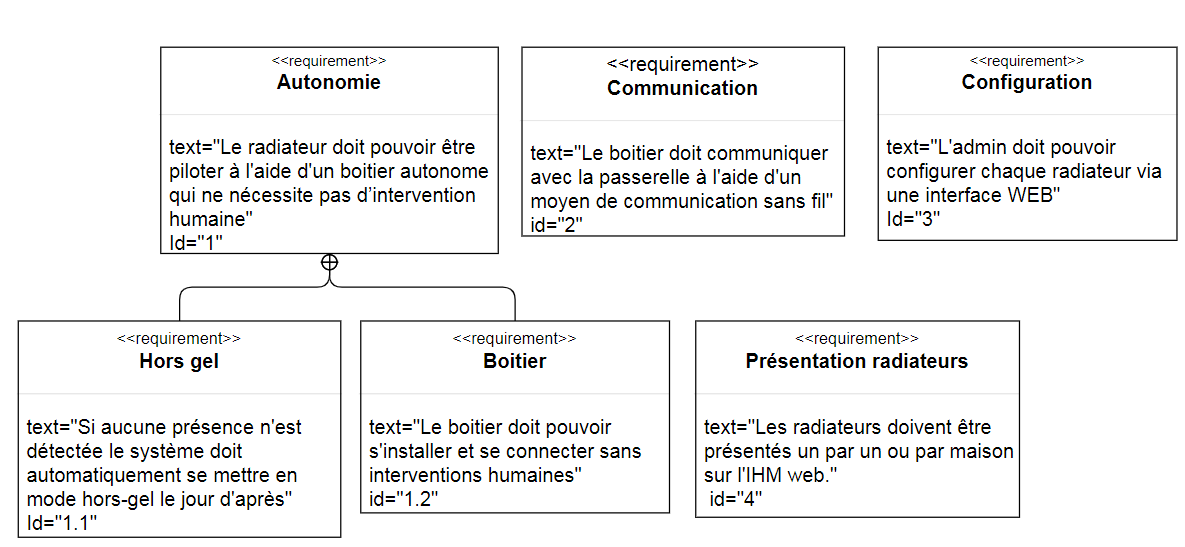 <<requirement>>
Autonomie
text="Le radiateur doit pouvoir être
piloter à l'aide d'un boitier autonome
qui ne nécessite pas d'intervention
humaine"
Id="1"
<<requirement>>
Communication
text="Le boitier doit communiquer
avec la passerelle à l'aide d'un
moyen de communication sans fil"
id="2"
<<requirement>>
Configuration
text="L'admin doit pouvoir
configurer chaque radiateur via
une interface WEB"
Id="3"
<<requirement>>
Hors gel
text="Si aucune présence n'est
détectée le système doit
automatiquement se mettre en
mode hors-gel le jour d'après"
Id="1.1"
<<requirement>>
Boitier
text="Le boitier doit pouvoir
s'installer et se connecter sans
interventions humaines"
id="1.2"
<<requirement>>
Présentation radiateurs
text="Les radiateurs doivent être
présentés un par un ou par maison
sur l'IHM web."
id="4"